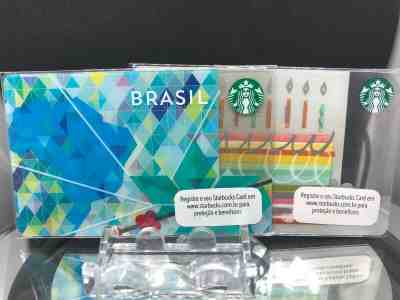 BRASIL
Registre o seu Starbucks Card em
www.starbucks.com.br para
proteção e benefícios.
Registre o seu Starbucks Card em
www.starbucks.com.br para
proteção e benefícios.